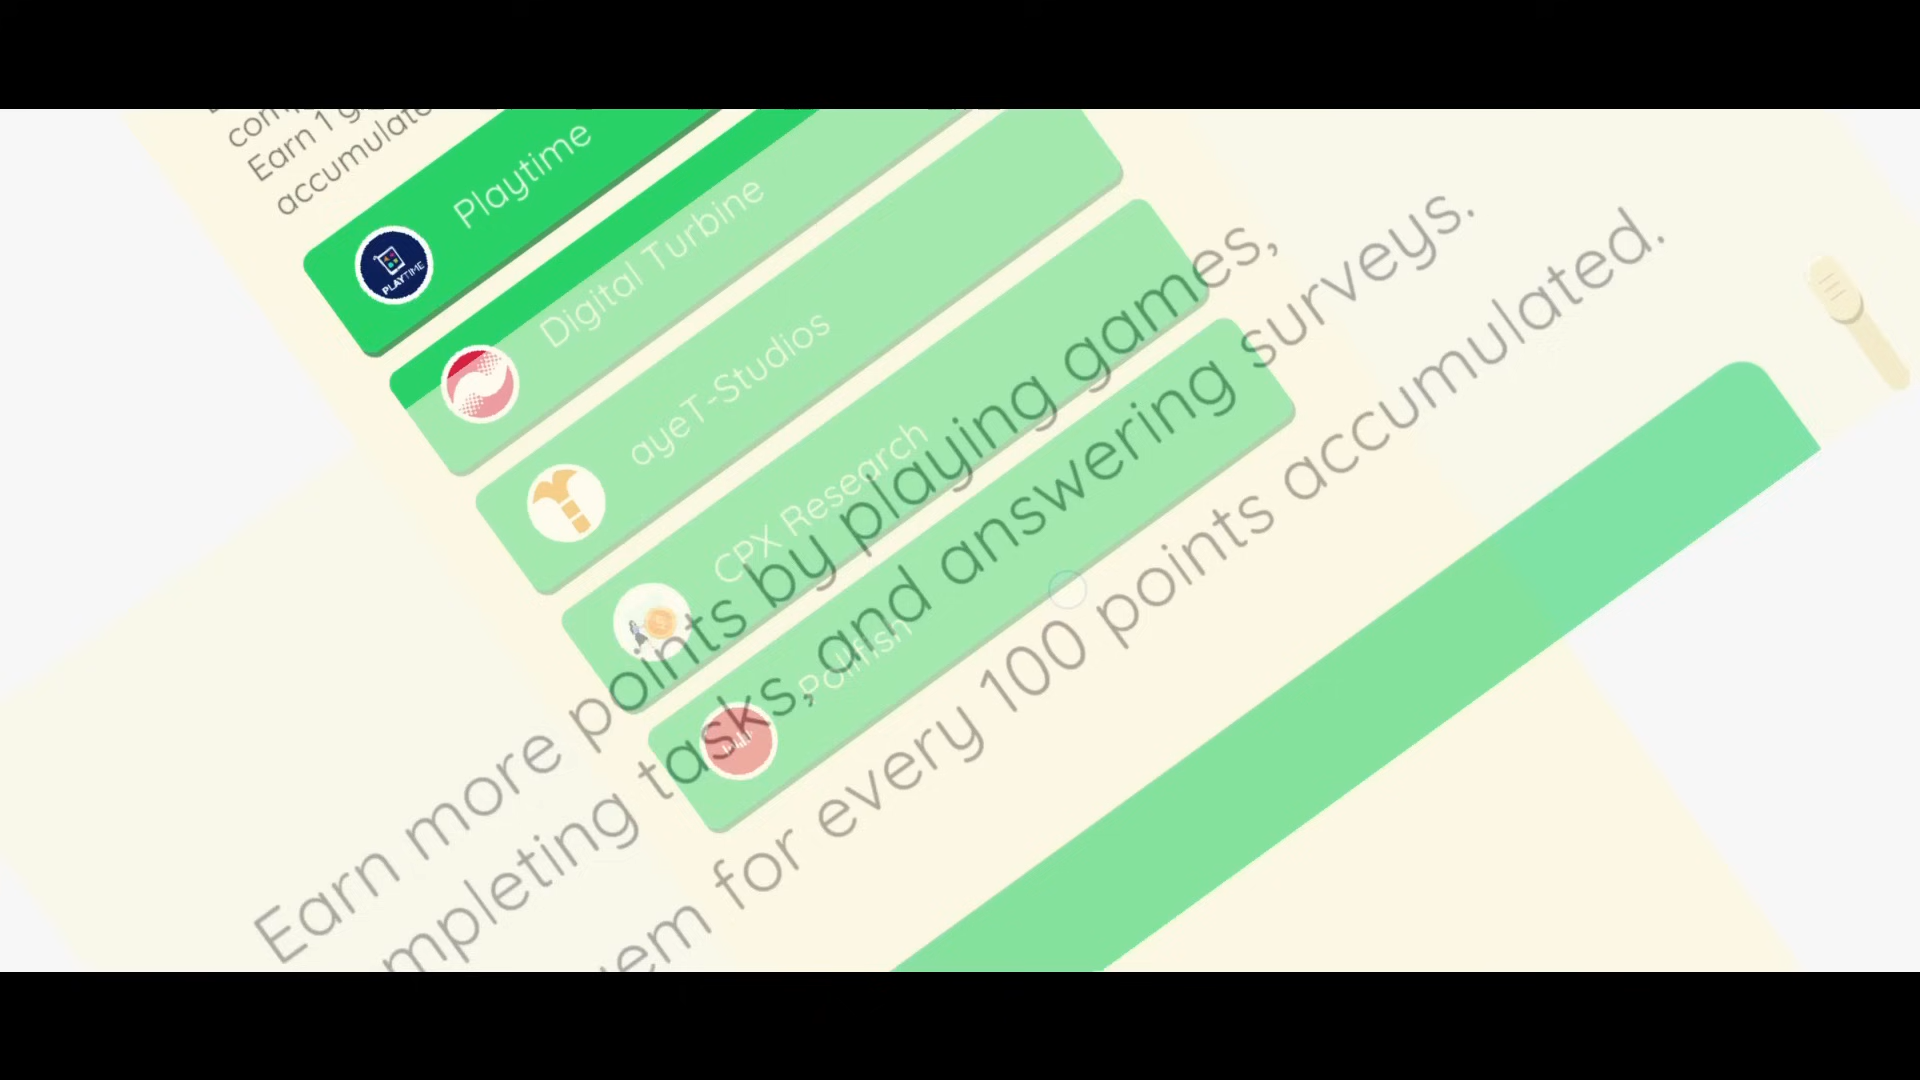 Earn 1 g
accumulate
Playtime
PLAYTIME
Digital Turbine
ayeT-Studios
CPX Research
Pollfish
Earn more points by playing games,
mpleting tasks, and answering surveys.
em for every 100 points accumulated.